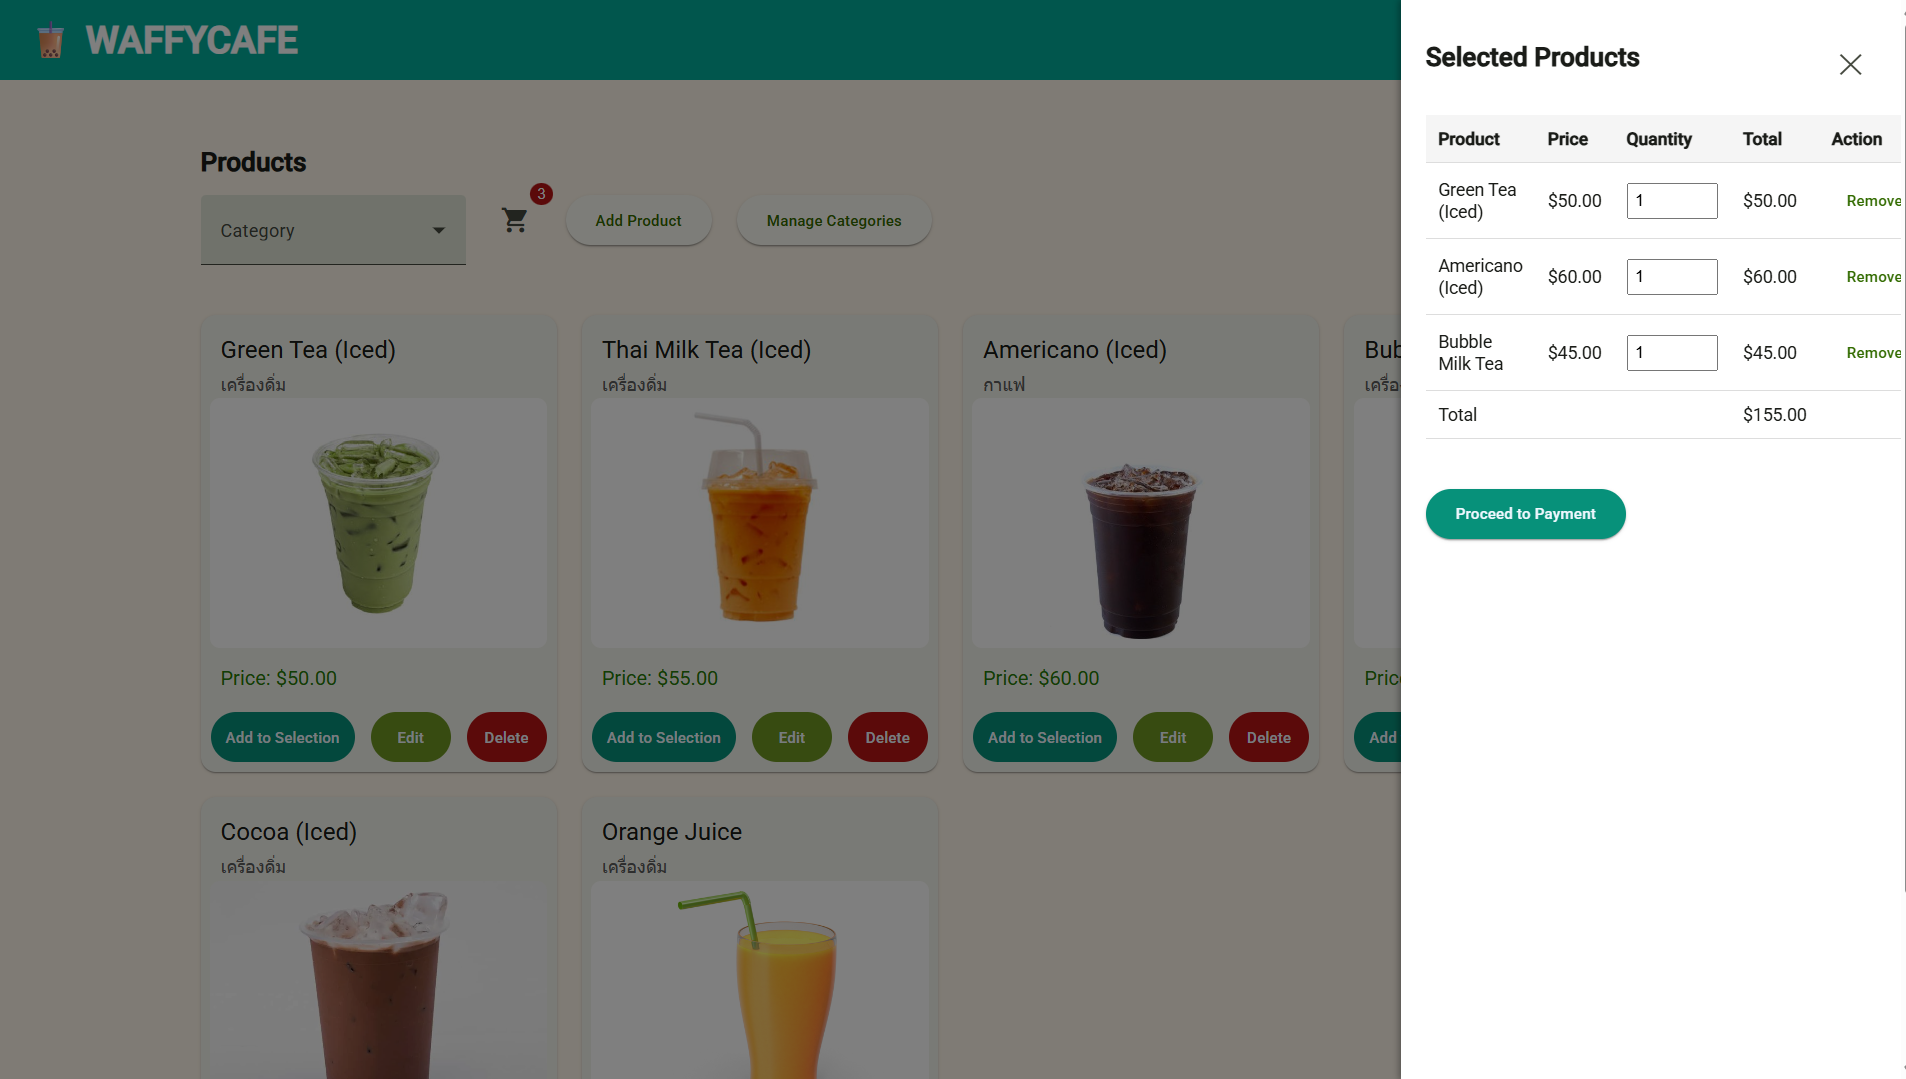 WAFFYCAFE
Products
Category
3
Add Product
Manage Categories
Green Tea (Iced)
เครื่องดื่ม
Price: $50.00
Add to Selection
Edit
Delete
Thai Milk Tea (Iced)
เครื่องดื่ม
Price: $55.00
Add to Selection
Edit
Delete
Americano (Iced)
กาแฟ
Price: $60.00
Add to Selection
Edit
Delete
Bub
เครื่อ
Pric
Add
Cocoa (Iced)
เครื่องดื่ม
Orange Juice
เครื่องดื่ม
Selected Products
Product Price Quantity Total Action
Green Tea
(Iced)
$50.00 1 $50.00 Remove
Americano
(Iced)
$60.00 1 $60.00 Remove
Bubble
Milk Tea
$45.00 1 $45.00 Remove
Total $155.00
Proceed to Payment